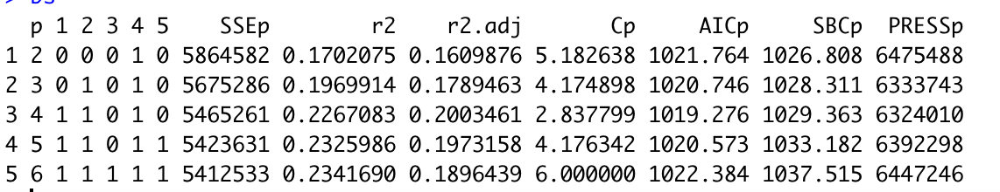 p 1 2 3 4 5 SSEp r2 r2.adj Cp AICp SBCp PRESSp
1 2 0 0 0 1 0 5864582 0.1702075 0.1609876 5.182638 1021.764 1026.808 6475488
2 3 0 1 0 1 0 5675286 0.1969914 0.1789463 4.174898 1020.746 1028.311 6333743
3 4 1 1 0 1 0 5465261 0.2267083 0.2003461 2.837799 1019.276 1029.363 6324010
4 5 1 1 0 1 1 5423631 0.2325986 0.1973158 4.176342 1020.573 1033.182 6392298
5 6 1 1 1 1 1 5412533 0.2341690 0.1896439 6.000000 1022.384 1037.515 6447246